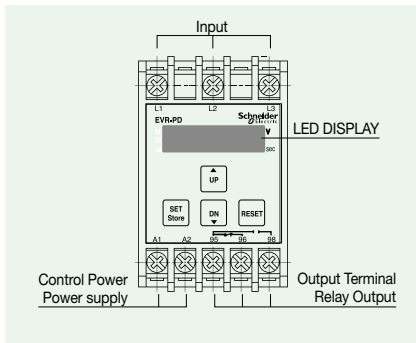 Input
L1 L2 L3
EVR-PD Schneider
Electric
V
LED DISPLAY
sec
UP
SET
Store
DN
RESET
A1 A2 95 96 98
Control Power
Power supply
Output Terminal
Relay Output